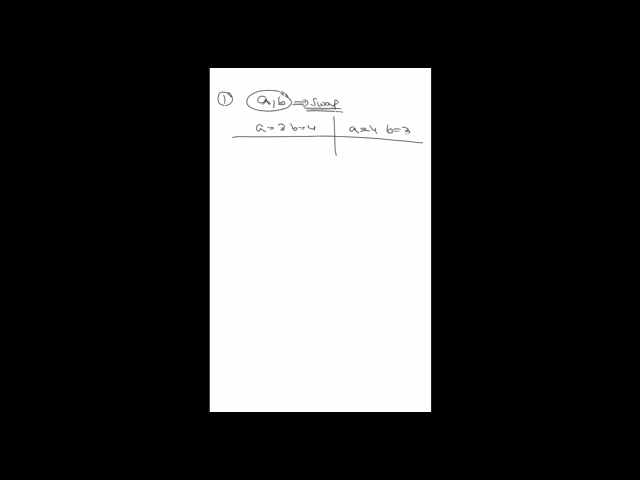 ① a,b ⇒ swap
a = 3 b = 4 a = 4 b = 3